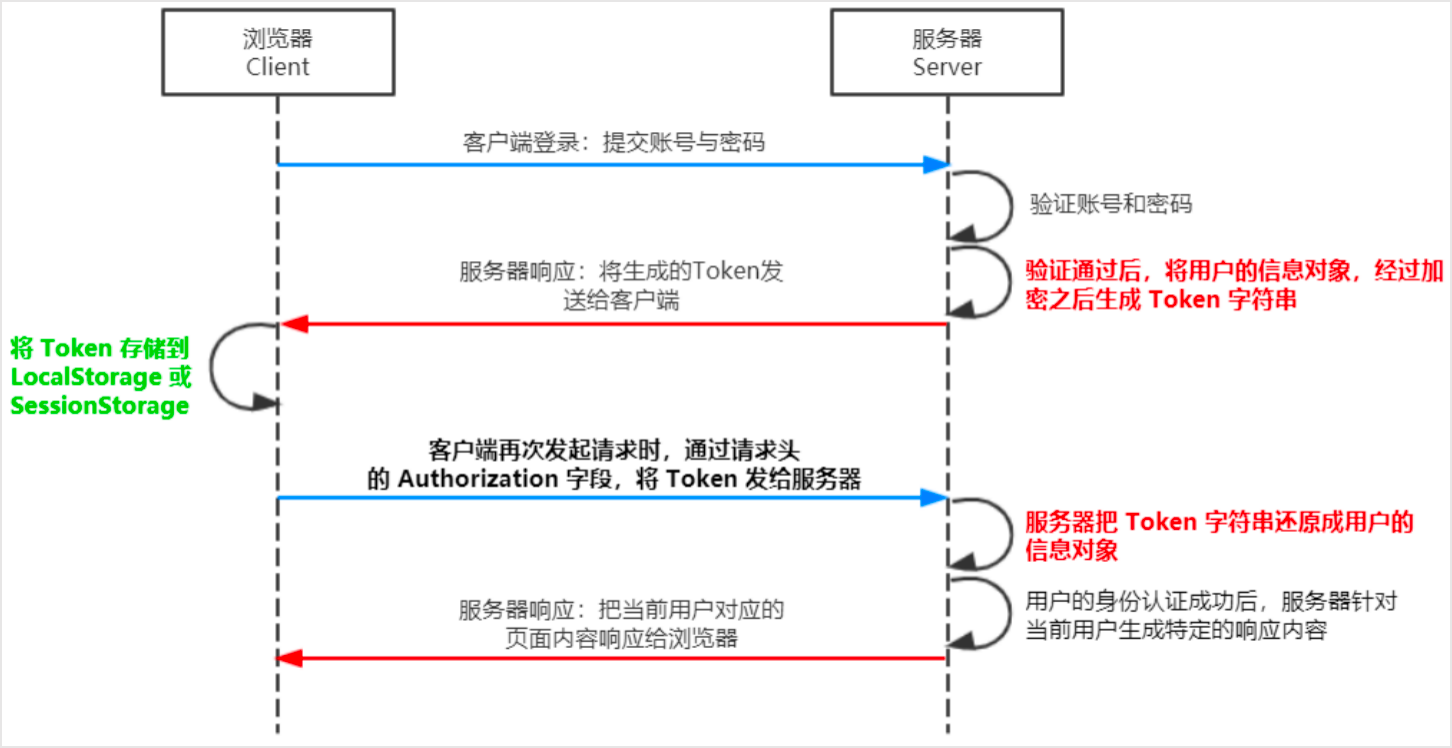 浏览器
Client
服务器
Server
客户端登录：提交账号与密码
验证账号和密码
验证通过后，将用户的信息对象，经过加
密之后生成 Token 字符串
服务器响应：将生成的Token发
送给客户端
将 Token 存储到
LocalStorage 或
SessionStorage
客户端再次发起请求时，通过请求头
的 Authorization 字段，将 Token 发给服务器
服务器把 Token 字符串还原成用户的
信息对象
用户的身份认证成功后，服务器针对
当前用户生成特定的响应内容
服务器响应：把当前用户对应的
页面内容响应给浏览器